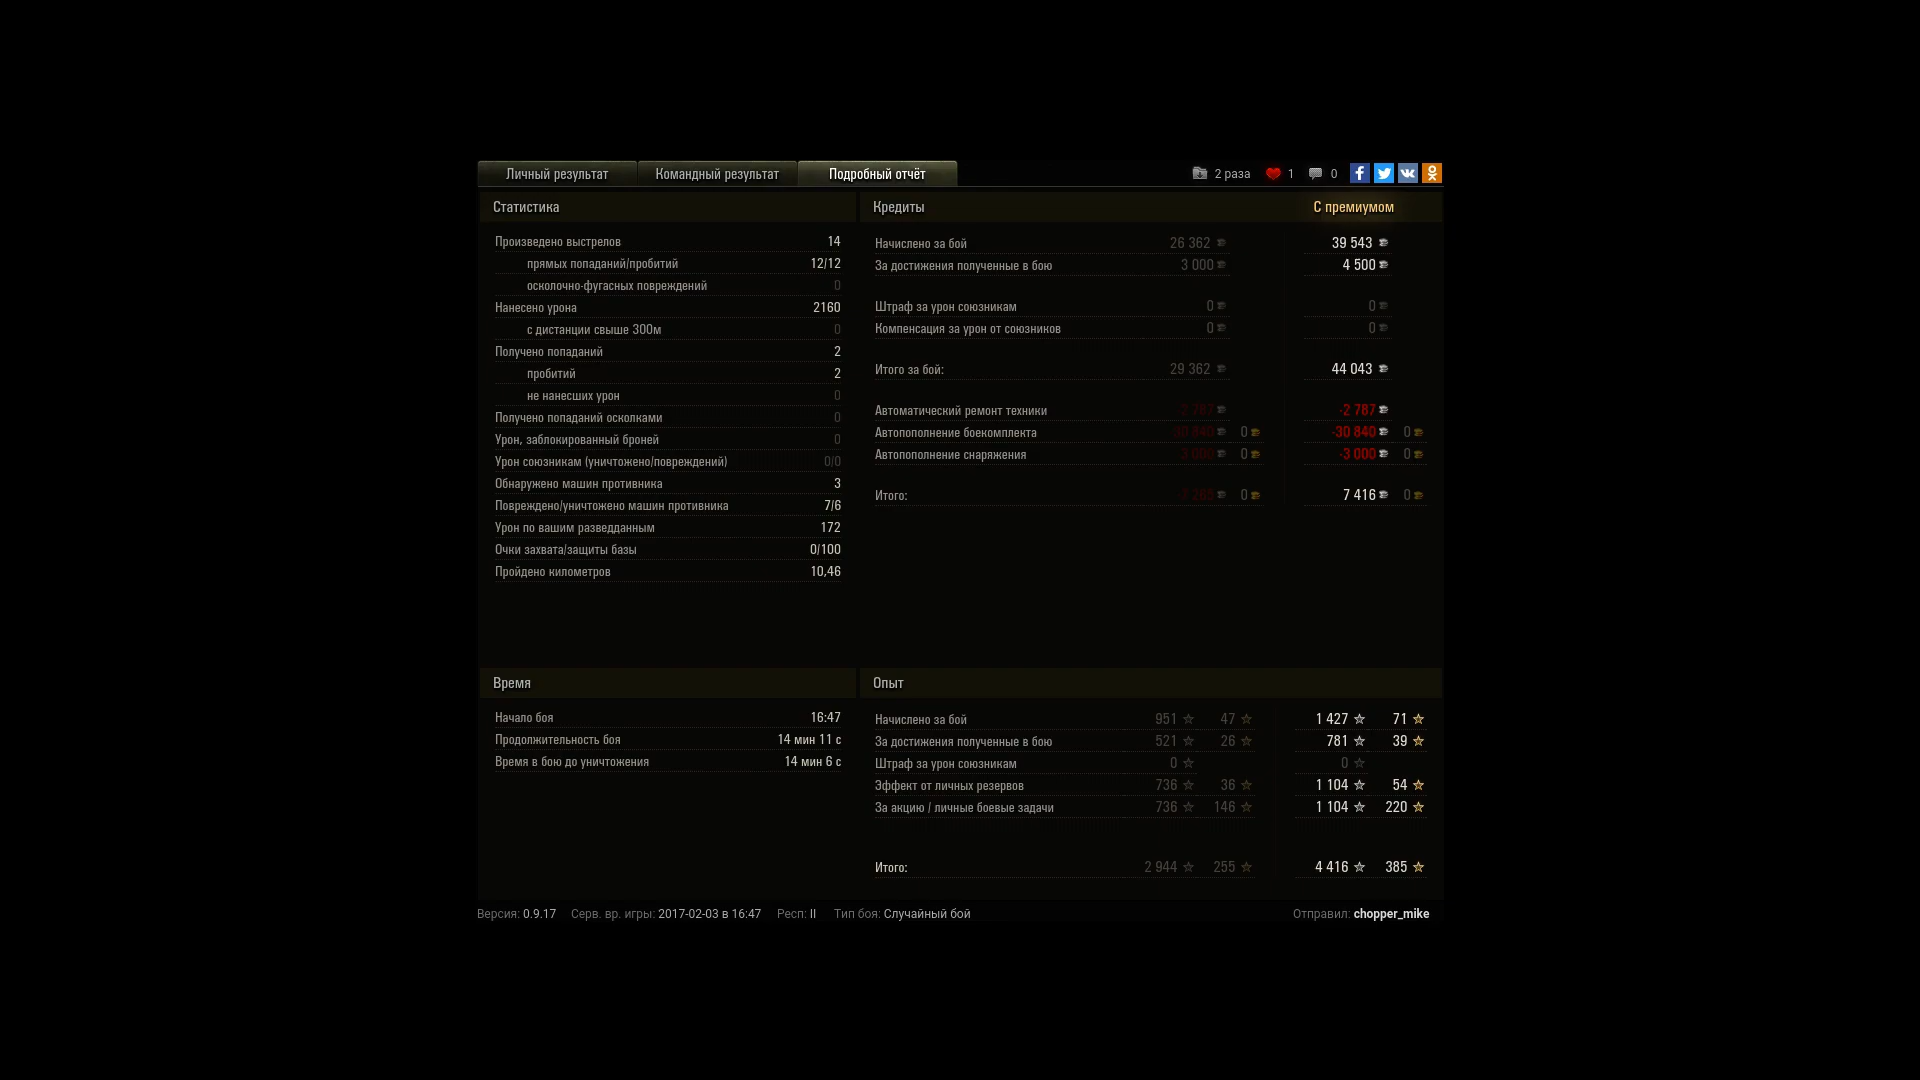 Личный результат Командный результат Подробный отчёт 2 раза 1 0
Статистика
Произведено выстрелов 14
прямых попаданий/пробитий 12/12
осколочно-фугасных повреждений 0
Нанесено урона 2160
с дистанции свыше 300м 0
Получено попаданий 2
пробитий 2
не нанесших урон 0
Получено попаданий осколками 0
Урон, заблокированный броней 0
Урон союзникам (уничтожено/повреждений) 0/0
Обнаружено машин противника 3
Повреждено/уничтожено машин противника 7/6
Урон по вашим разведданным 172
Очки захвата/защиты базы 0/100
Пройдено километров 10,46
Кредиты С премиумом
Начислено за бой 26 362 39 543
За достижения полученные в бою 3 000 4 500
Штраф за урон союзникам 0 0
Компенсация за урон от союзников 0 0
Итого за бой: 29 362 44 043
Автоматический ремонт техники -2 787 -2 787
Автопополнение боекомплекта -30 840 0 -30 840 0
Автопополнение снаряжения -3 000 0 -3 000 0
Итого: -7 265 0 7 416 0
Время
Начало боя 16:47
Продолжительность боя 14 мин 11 с
Время в бою до уничтожения 14 мин 6 с
Опыт
Начислено за бой 951 47 1 427 71
За достижения полученные в бою 521 26 781 39
Штраф за урон союзникам 0 0
Эффект от личных резервов 736 36 1 104 54
За акцию / личные боевые задачи 736 146 1 104 220
Итого: 2 944 255 4 416 385
Версия: 0.9.17 Серв. вр. игры: 2017-02-03 в 16:47 Респ: II Тип боя: Случайный бой Отправил: chopper_mike